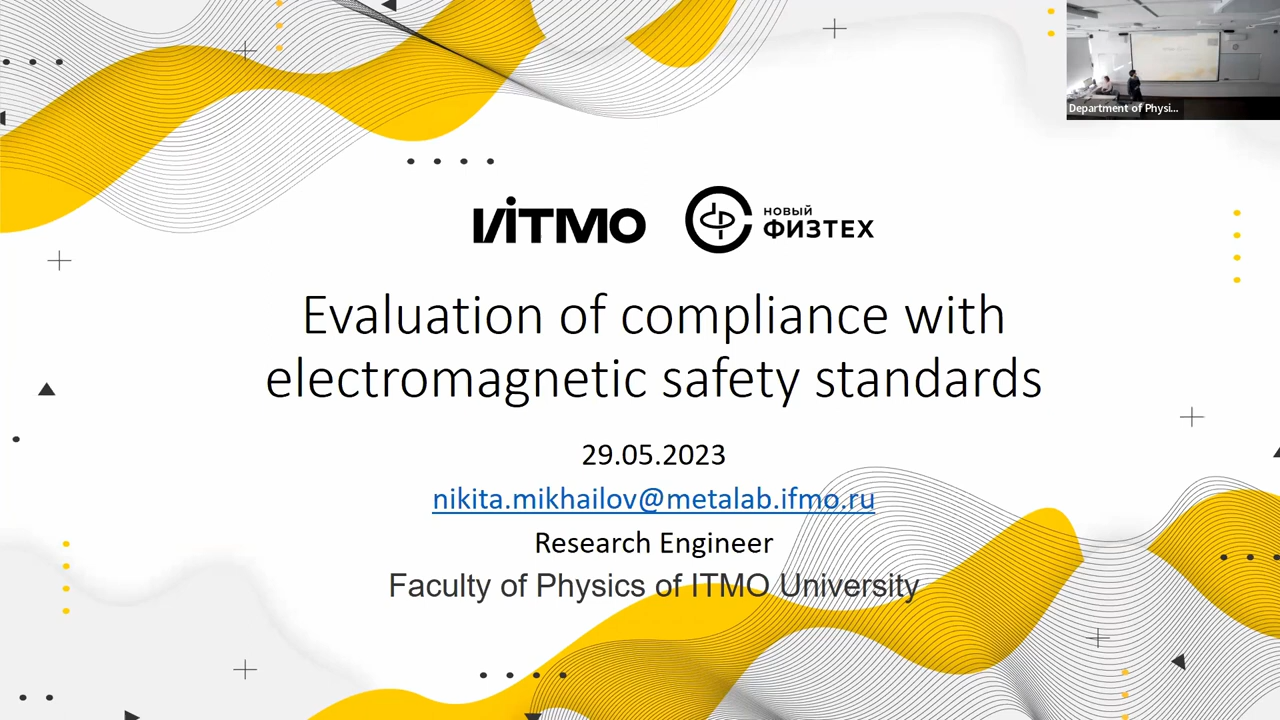 Department of Physi...
ITMO
НОВЫЙ
ФИЗТЕХ
Evaluation of compliance with
electromagnetic safety standards
29.05.2023
nikita.mikhailov@metalab.ifmo.ru
Research Engineer
Faculty of Physics of ITMO University